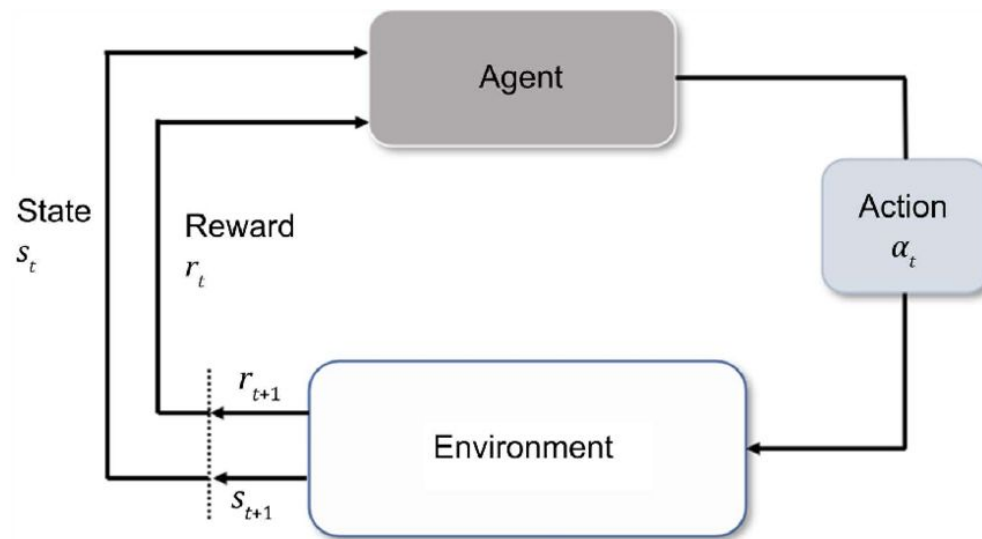 Agent
State
s_t
Reward
r_t
Action
α_t
r_{t+1}
Environment
s_{t+1}